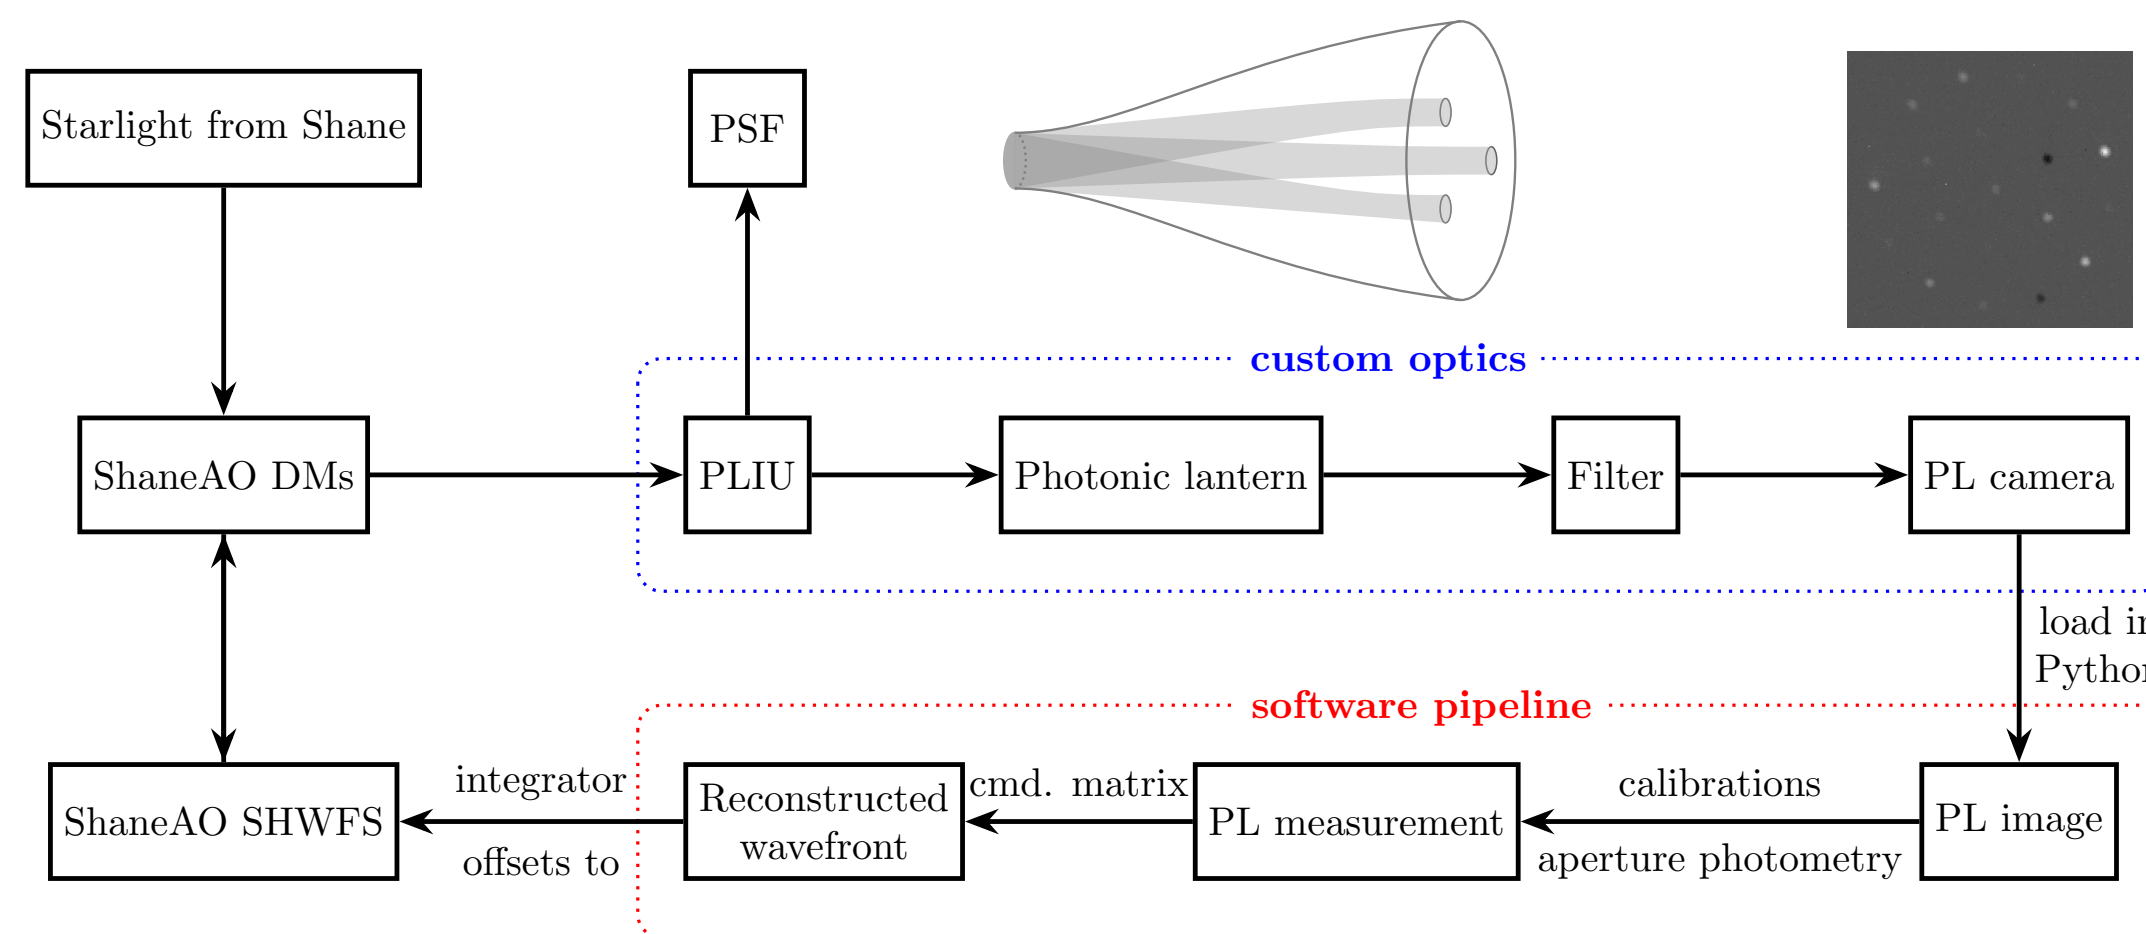 Starlight from Shane
PSF
custom optics
ShaneAO DMs
PLIU
Photonic lantern
Filter
PL camera
load
software pipeline
integrator
offsets to
ShaneAO SHWFS
Reconstructed
wavefront
cmd. matrix
PL measurement
calibrations
aperture photometry
PL image